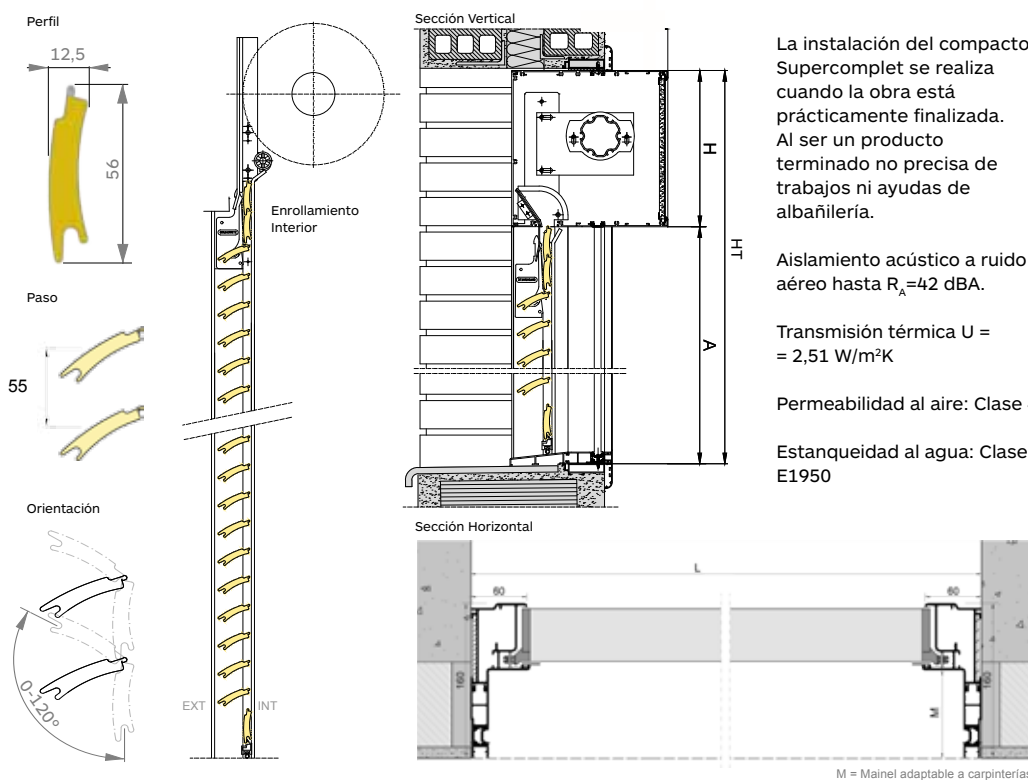 Perfil
12,5
56
Paso
55
Orientación
0-120°
Enrollamiento
Interior
EXT
INT
Sección Vertical
H
HT
A
Sección Horizontal
L
60
60
160
160
M
M = Mainel adaptable a carpinterías
La instalación del compacto
Supercomplet se realiza
cuando la obra está
prácticamente finalizada.
Al ser un producto
terminado no precisa de
trabajos ni ayudas de
albañilería.
Aislamiento acústico a ruido
aéreo hasta RA=42 dBA.
Transmisión térmica U =
= 2,51 W/m²K
Permeabilidad al aire: Clase
Estanqueidad al agua: Clase
E1950